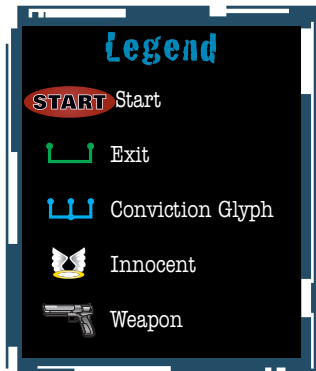 Legend
START Start
Exit
Conviction Glyph
Innocent
Weapon